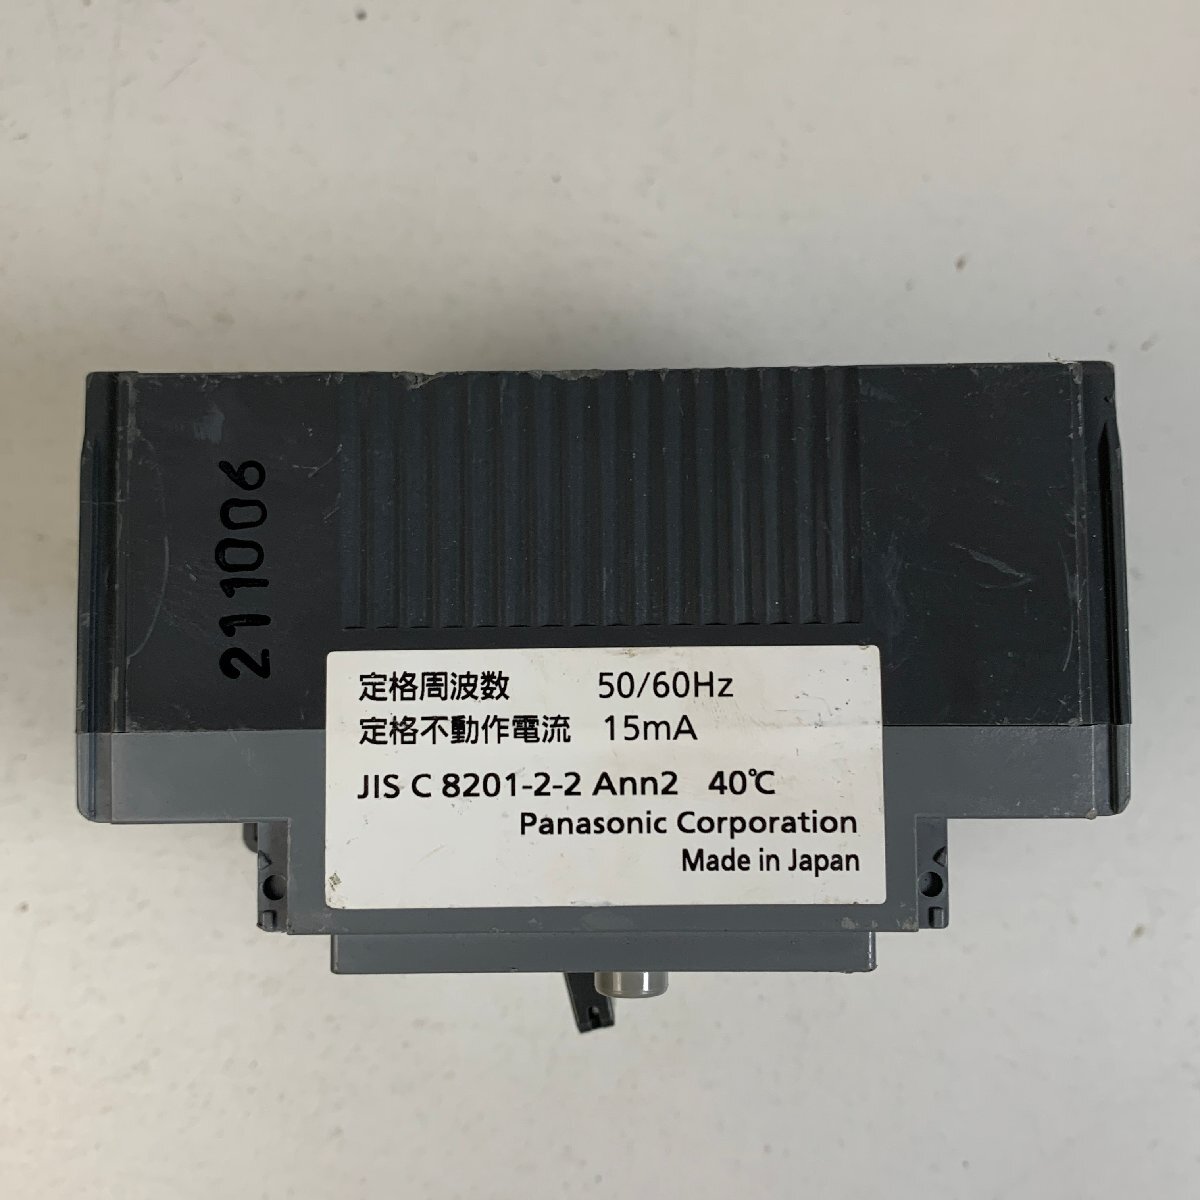 211006
定格周波数 50/60Hz
定格不動作電流 15mA
JIS C 8201-2-2 Ann2 40℃
Panasonic Corporation
Made in Japan